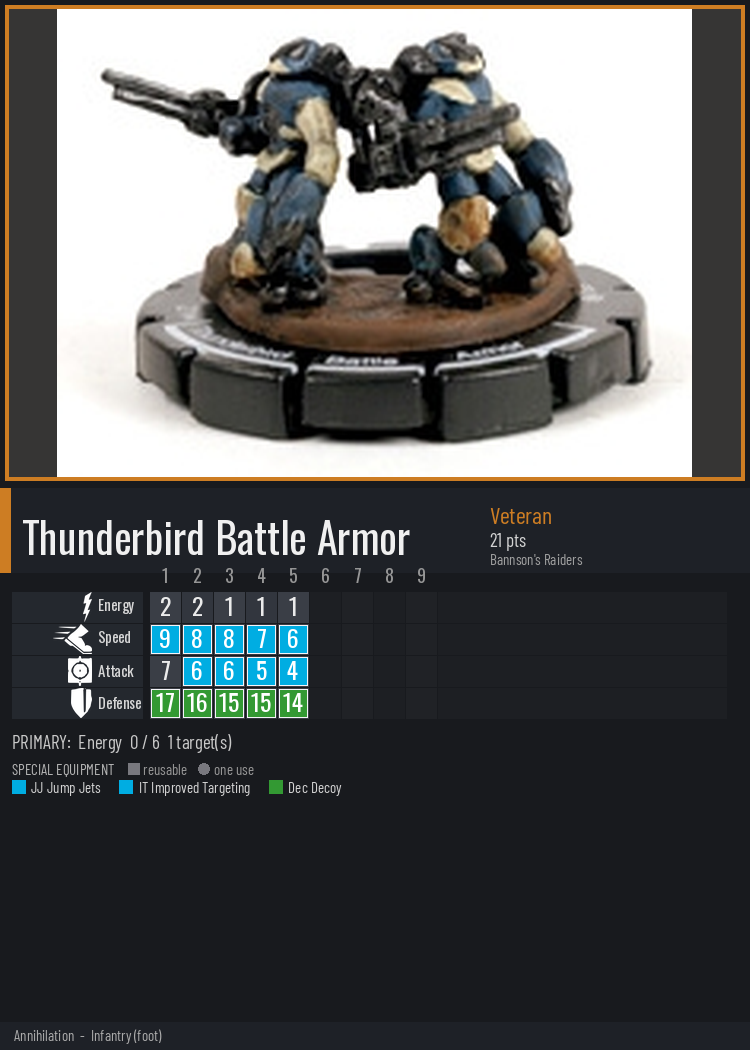 Battle
Thunderbird Battle Armor
Veteran
21 pts
Bannson's Raiders
1 2 3 4 5 6 7 8 9
Energy 2 2 1 1 1
Speed 9 8 8 7 6
Attack 7 6 6 5 4
Defense 17 16 15 15 14
PRIMARY: Energy 0 / 6 1 target(s)
SPECIAL EQUIPMENT reusable one use
JJ Jump Jets IT Improved Targeting Dec Decoy
Annihilation - Infantry (foot)